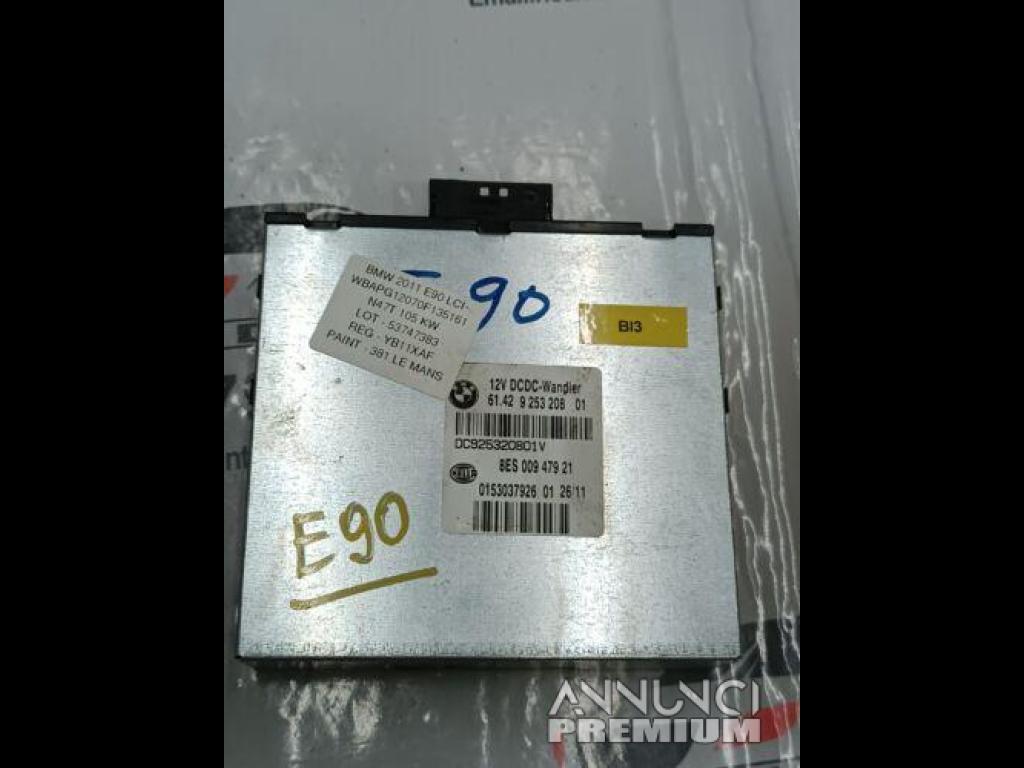 E90
BMW 2011 E90 LCI-
WBAPG12070F135161
N47T 105 KW
LOT - 53747383
REG - YB11XAF
PAINT - 381 LE MANS
BI3
12V DCDC-Wandler
61.42 9 253 208 01
DC925320801V
8ES 009 479 21
HELLA
0153037926 01 26/11
E90
ANNUNCI
PREMIUM